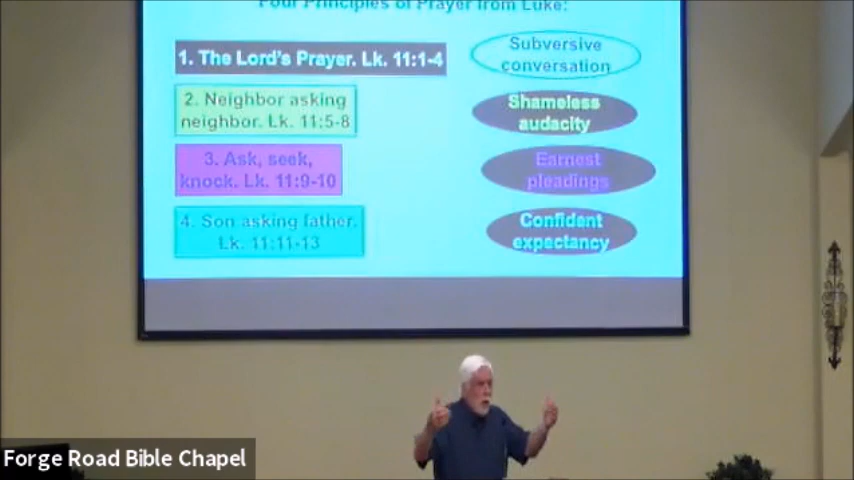 Four Principles of Prayer from Luke:
1. The Lord's Prayer. Lk. 11:1-4
Subversive
conversation
2. Neighbor asking
neighbor. Lk. 11:5-8
Shameless
audacity
3. Ask, seek,
knock. Lk. 11:9-10
Earnest
pleadings
4. Son asking father.
Lk. 11:11-13
Confident
expectancy
Forge Road Bible Chapel